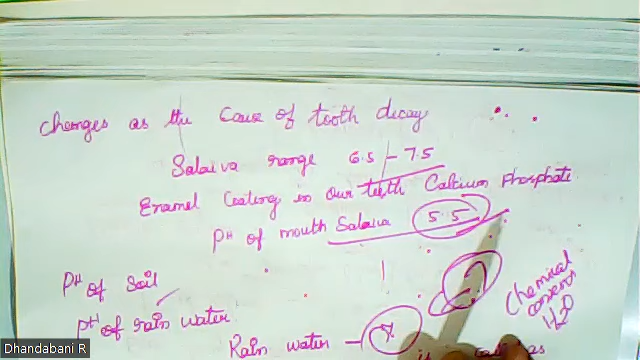 Changes as the Cause of tooth decay
Salaiva range 6.5 - 7.5
Enamel Coating in our teeth Calcium Phosphate
PH of mouth Salaiva 5.5
PH of Soil
PH of rain water
Chemical
H2O
Rain water - 7
as
Dhandabani R